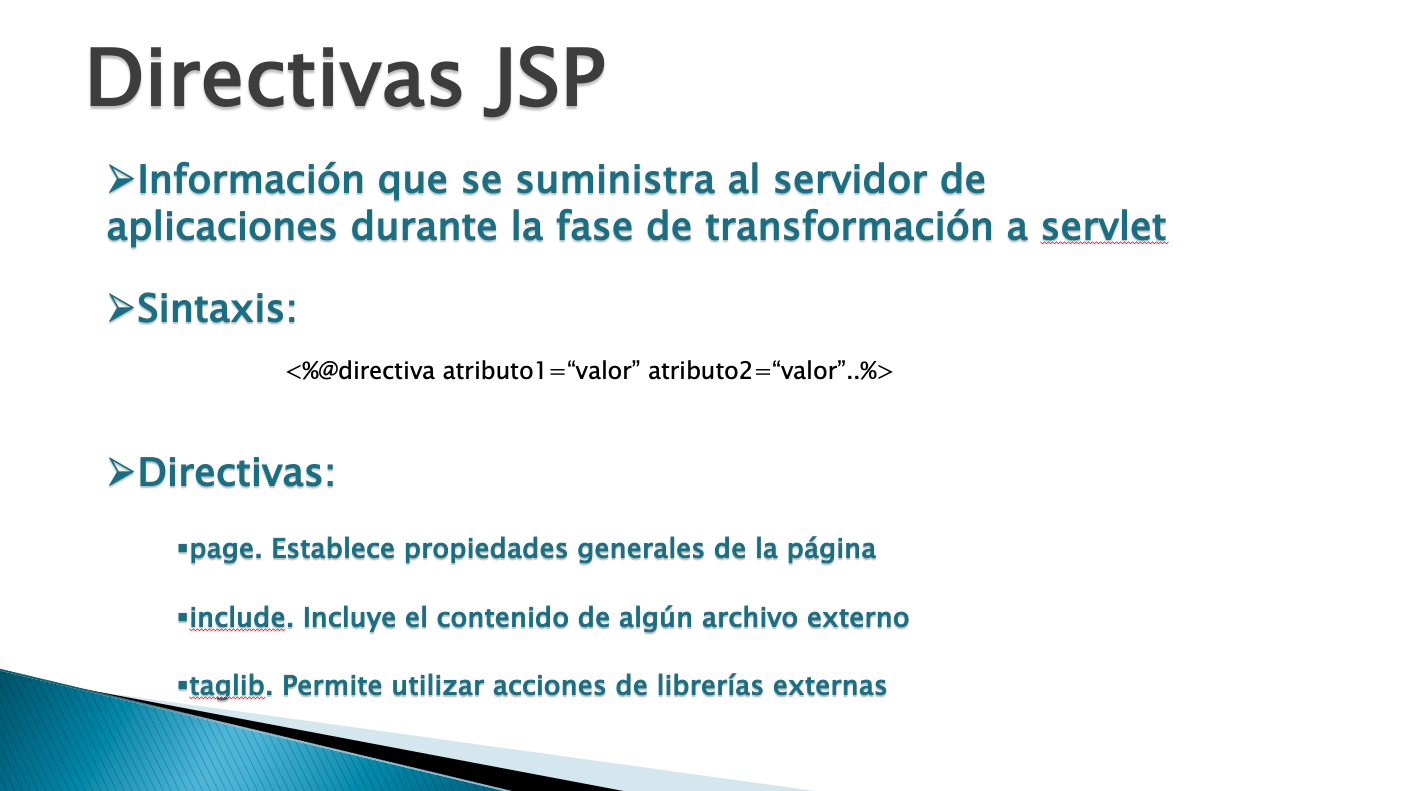 Directivas JSP
➢Información que se suministra al servidor de
aplicaciones durante la fase de transformación a servlet
➢Sintaxis:
<%@directiva atributo1=“valor” atributo2=“valor”..%>
➢Directivas:
▪page. Establece propiedades generales de la página
▪include. Incluye el contenido de algún archivo externo
▪taglib. Permite utilizar acciones de librerías externas